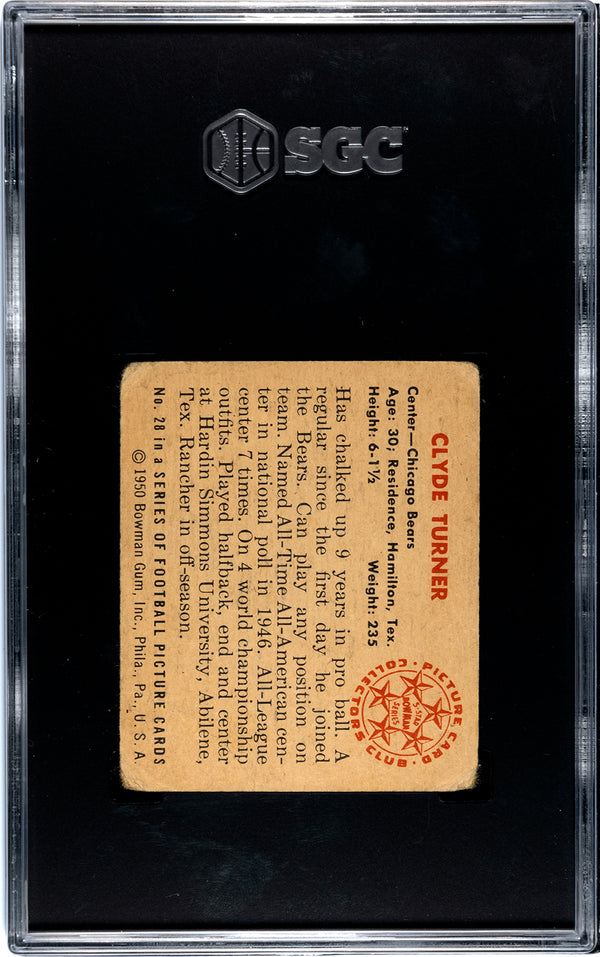 SGC
CLYDE TURNER
Center—Chicago Bears
Age: 30; Residence, Hamilton, Tex.
Height: 6-1½ Weight: 235
Has chalked up 9 years in pro ball. A
regular since the first day he joined
the Bears. Can play any position on
team. Named All-Time All-American cen-
ter in national poll in 1946. All-League
center 7 times. On 4 world championship
outfits. Played halfback, end and center
at Hardin Simmons University, Abilene,
Tex. Rancher in off-season.
No. 28 in a SERIES OF FOOTBALL PICTURE CARDS
© 1950 Bowman Gum, Inc., Phila., Pa., U. S. A.
PICTURE CARD
COLLECTORS CLUB
5-STAR
BOWMAN
SERIES